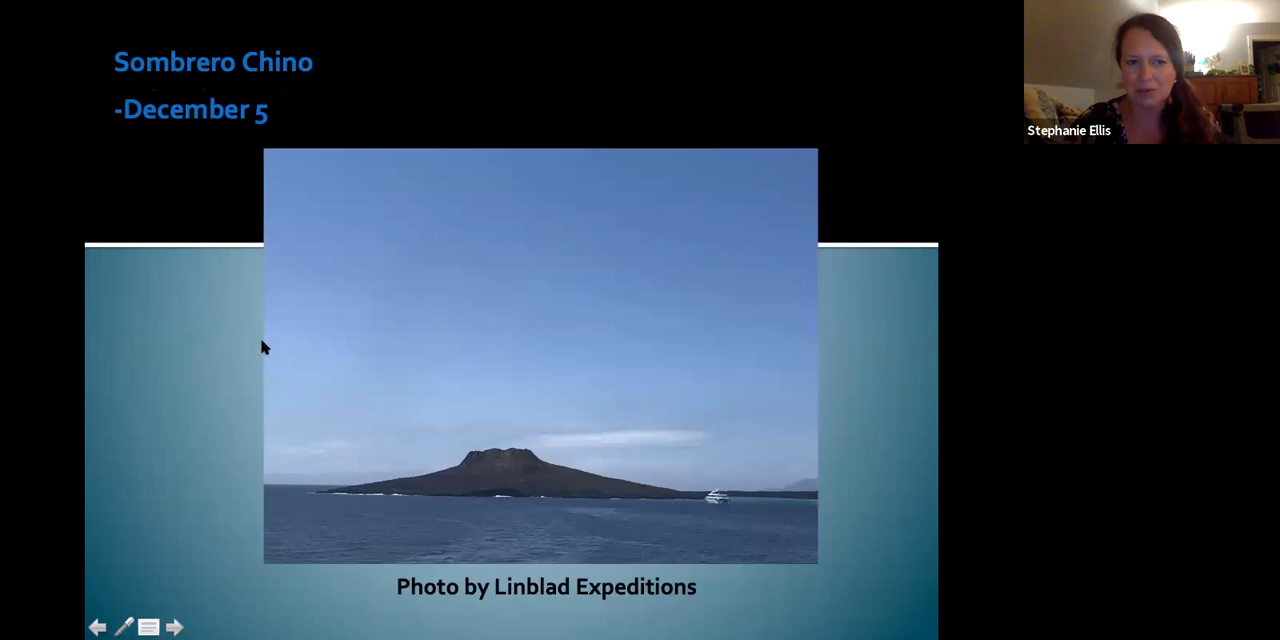 Sombrero Chino
-December 5
Stephanie Ellis
Photo by Linblad Expeditions